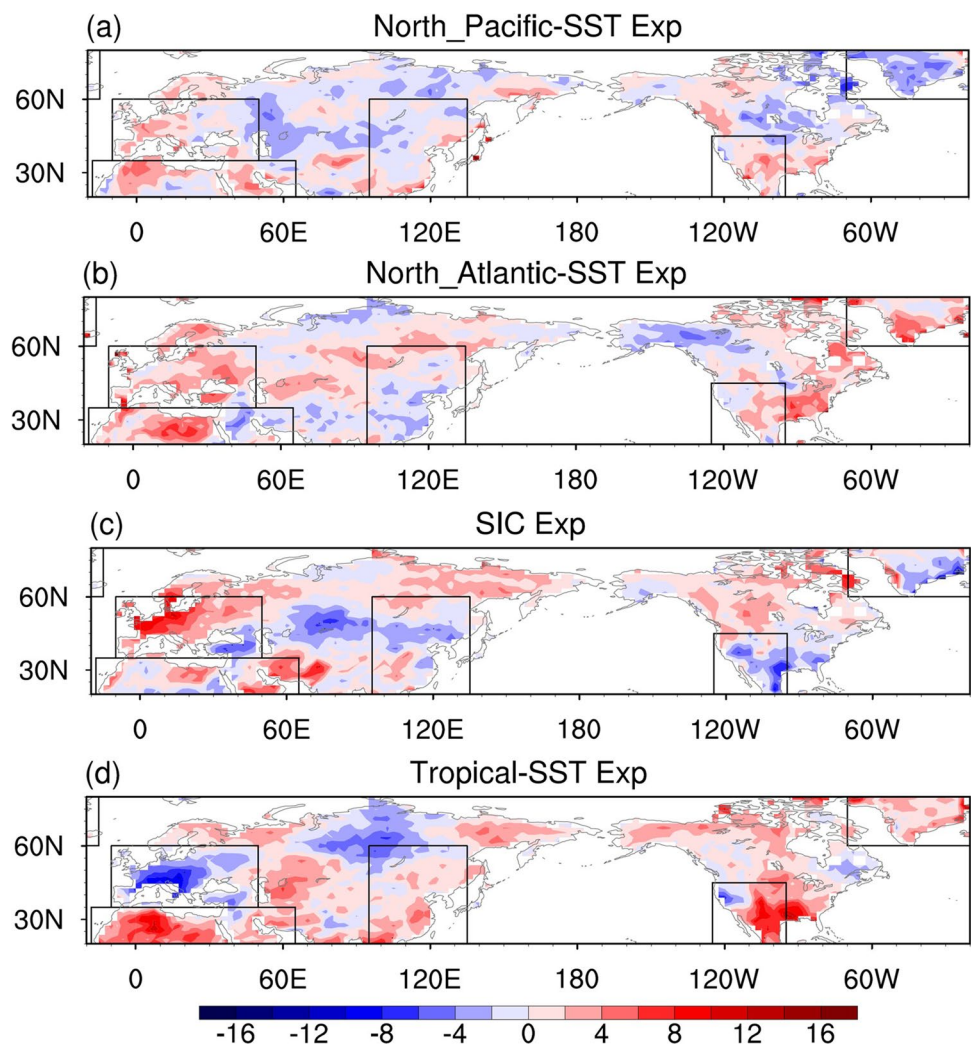 (a) North_Pacific-SST Exp
60N
30N
0 60E 120E 180 120W 60W
(b) North_Atlantic-SST Exp
60N
30N
0 60E 120E 180 120W 60W
(c) SIC Exp
60N
30N
0 60E 120E 180 120W 60W
(d) Tropical-SST Exp
60N
30N
0 60E 120E 180 120W 60W
-16 -12 -8 -4 0 4 8 12 16